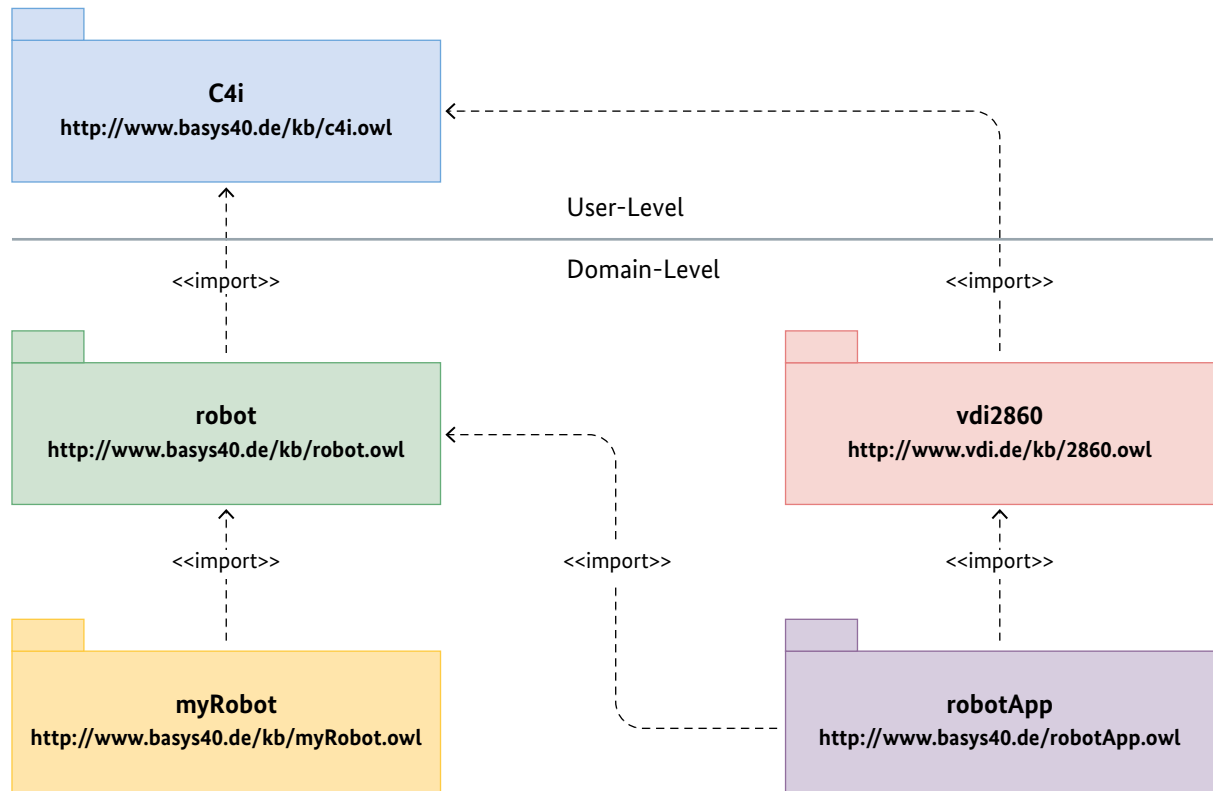 C4i
http://www.basys40.de/kb/c4i.owl
User-Level
Domain-Level
<<import>>
<<import>>
robot
http://www.basys40.de/kb/robot.owl
vdi2860
http://www.vdi.de/kb/2860.owl
<<import>>
<<import>>
<<import>>
myRobot
http://www.basys40.de/kb/myRobot.owl
robotApp
http://www.basys40.de/robotApp.owl